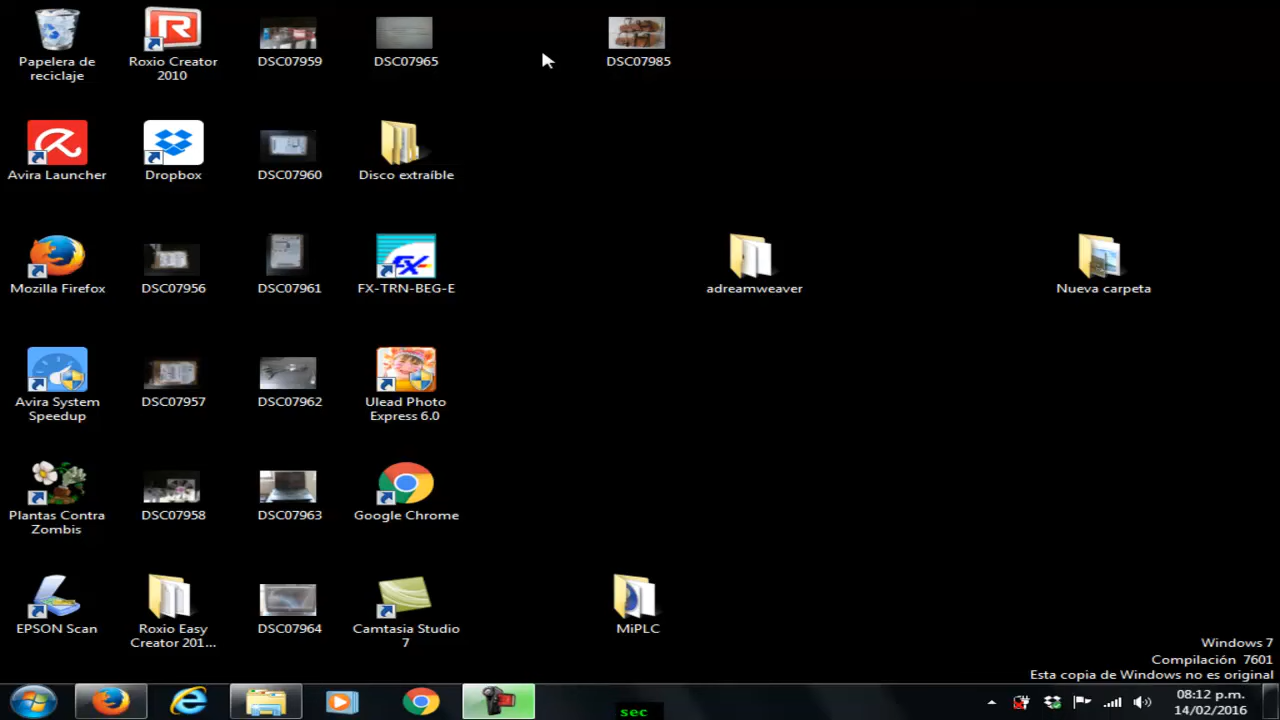 Papelera de
reciclaje
Roxio Creator
2010
DSC07959
DSC07965
DSC07985
Avira Launcher
Dropbox
DSC07960
Disco extraíble
Mozilla Firefox
DSC07956
DSC07961
FX
FX-TRN-BEG-E
adreamweaver
Nueva carpeta
Avira System
Speedup
DSC07957
DSC07962
Ulead Photo
Express 6.0
Plantas Contra
Zombis
DSC07958
DSC07963
Google Chrome
EPSON Scan
Roxio Easy
Creator 201...
DSC07964
Camtasia Studio
7
MiPLC
Windows 7
Compilación 7601
Esta copia de Windows no es original
sec
08:12 p.m.
14/02/2016